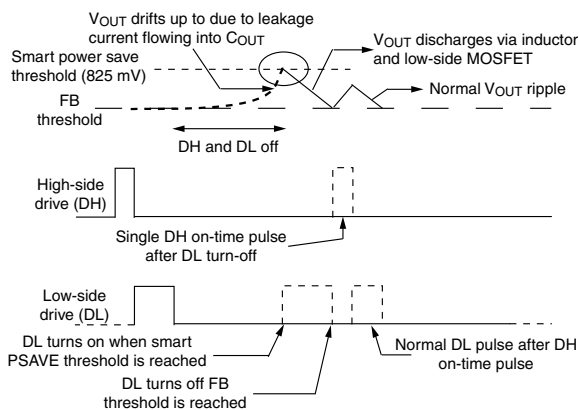 VOUT drifts up to due to leakage
current flowing into COUT
Smart power save
threshold (825 mV)
FB
threshold
VOUT discharges via inductor
and low-side MOSFET
Normal VOUT ripple
DH and DL off
High-side
drive (DH)
Single DH on-time pulse
after DL turn-off
Low-side
drive (DL)
DL turns on when smart
PSAVE threshold is reached
DL turns off FB
threshold is reached
Normal DL pulse after DH
on-time pulse